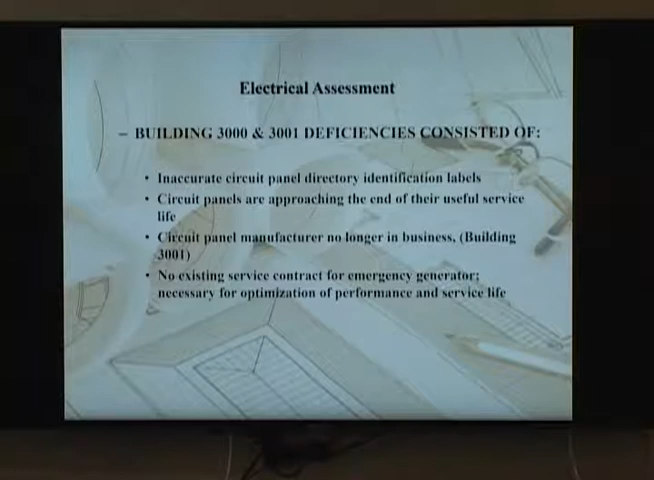 Electrical Assessment
– BUILDING 3000 & 3001 DEFICIENCIES CONSISTED OF:
• Inaccurate circuit panel directory identification labels
• Circuit panels are approaching the end of their useful service
life
• Circuit panel manufacturer no longer in business, (Building
3001)
• No existing service contract for emergency generator;
necessary for optimization of performance and service life